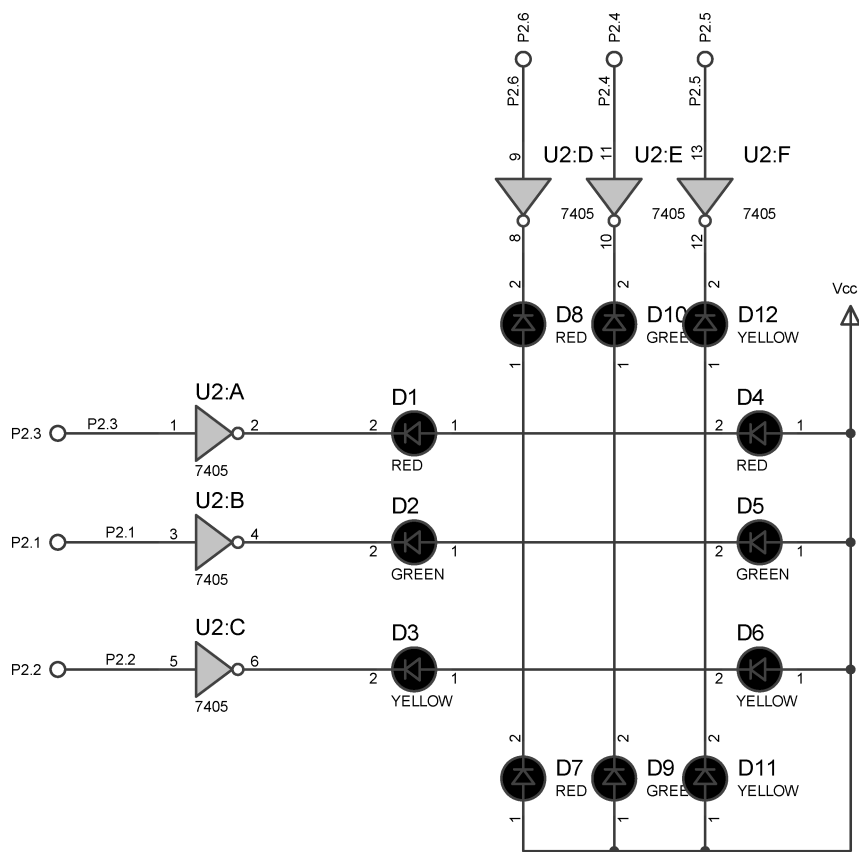 P2.6 P2.4 P2.5
P2.6 P2.4 P2.5
9 U2:D 11 U2:E 13 U2:F
7405 7405 7405
8 10 12
2 2 2
Vcc
D8 D10 D12
RED GREE YELLOW
1 1 1
U2:A D1 D4
P2.3 P2.3 1 2 2 1 2 1
7405 RED RED
U2:B D2 D5
P2.1 P2.1 3 4 2 1 2 1
7405 GREEN GREEN
U2:C D3 D6
P2.2 P2.2 5 6 2 1 2 1
7405 YELLOW YELLOW
2 2 2
D7 D9 D11
RED GREE YELLOW
1 1 1